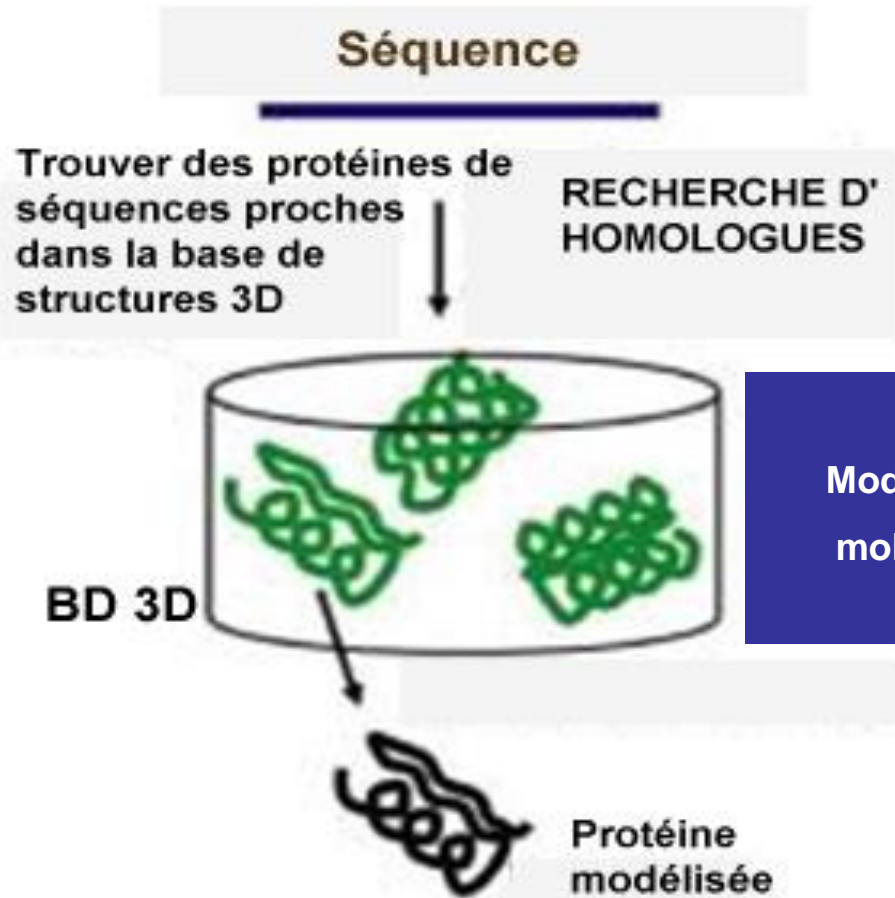 Séquence
Trouver des protéines de
séquences proches
dans la base de
structures 3D
RECHERCHE D'
HOMOLOGUES
BD 3D
Protéine
modélisée